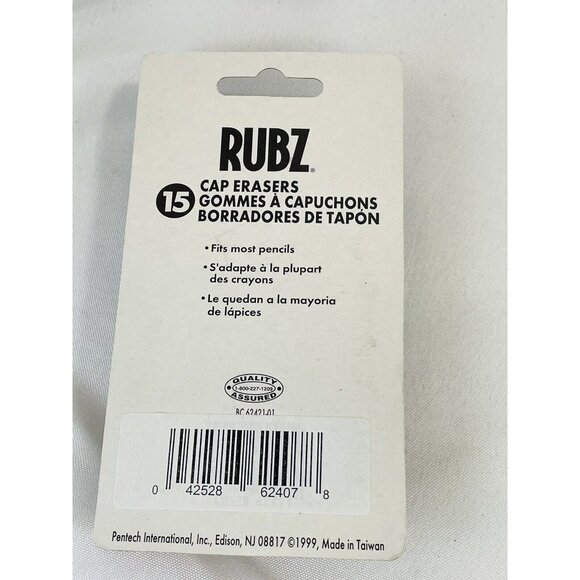 RUBZ®
15 CAP ERASERS
GOMMES À CAPUCHONS
BORRADORES DE TAPÓN
• Fits most pencils
• S'adapte à la plupart
des crayons
• Le quedan a la mayoria
de lápices
QUALITY
1-800-227-1209
ASSURED
BC 62421-01
0 42528 62407 8
Pentech International, Inc., Edison, NJ 08817 ©1999, Made in Taiwan